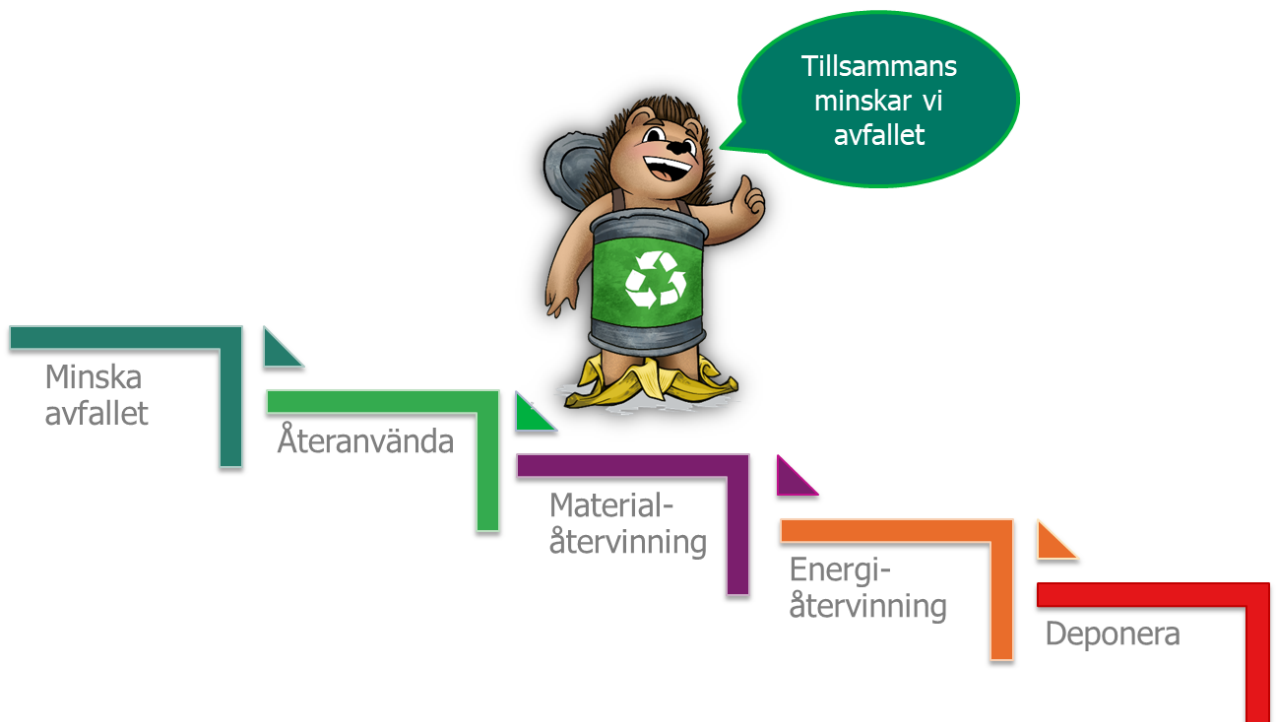 Tillsammans
minskar vi
avfallet
Minska
avfallet
Återanvända
Material-
återvinning
Energi-
återvinning
Deponera